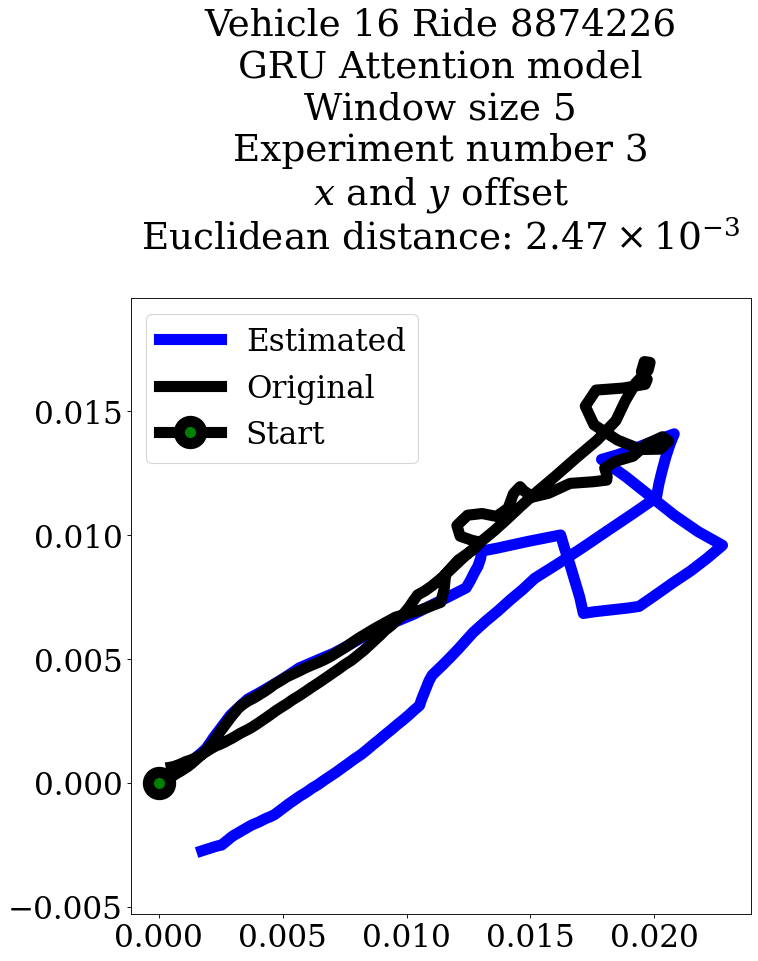 Vehicle 16 Ride 8874226
GRU Attention model
Window size 5
Experiment number 3
x and y offset
Euclidean distance: 2.47 × 10⁻³
Estimated
Original
Start
0.015
0.010
0.005
0.000
−0.005
0.000 0.005 0.010 0.015 0.020